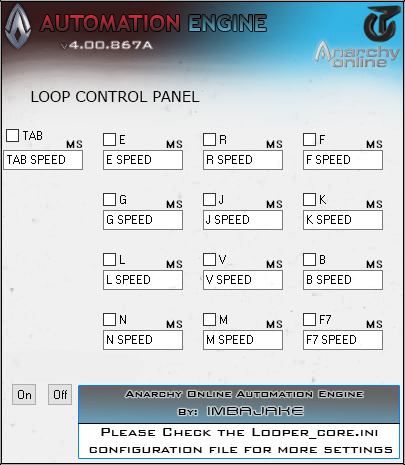 AUTOMATION ENGINE
v4.00.867A
Anarchy
online
LOOP CONTROL PANEL
TAB
MS
TAB SPEED
E
MS
E SPEED
R
MS
R SPEED
F
MS
F SPEED
G
MS
G SPEED
J
MS
J SPEED
K
MS
K SPEED
L
MS
L SPEED
V
MS
V SPEED
B
MS
B SPEED
N
MS
N SPEED
M
MS
M SPEED
F7
MS
F7 SPEED
On
Off
Anarchy Online Automation Engine
By: IMBAJAKE
Please Check the Looper_core.ini
configuration file for more settings